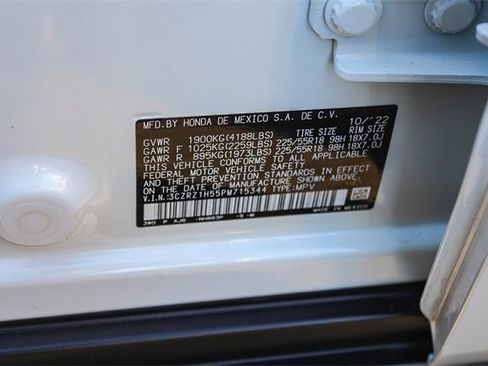 MFD.BY HONDA DE MEXICO S.A. DE C.V. 10/'22
TIRE SIZE RIM SIZE
GVWR 1900KG(4188LBS)
GAWR F 1025KG(2259LBS) 225/55R18 98H 18X7.0J
GAWR R 895KG(1973LBS) 225/55R18 98H 18X7.0J
THIS VEHICLE CONFORMS TO ALL APPLICABLE
FEDERAL MOTOR VEHICLE SAFETY
AND THEFT PREVENTION STANDARDS IN EFFECT
ON THE DATE OF MANUFACTURE SHOWN ABOVE.
V.I.N.:3CZRZ1H55PM715344 TYPE:MPV
MADE IN MEXICO